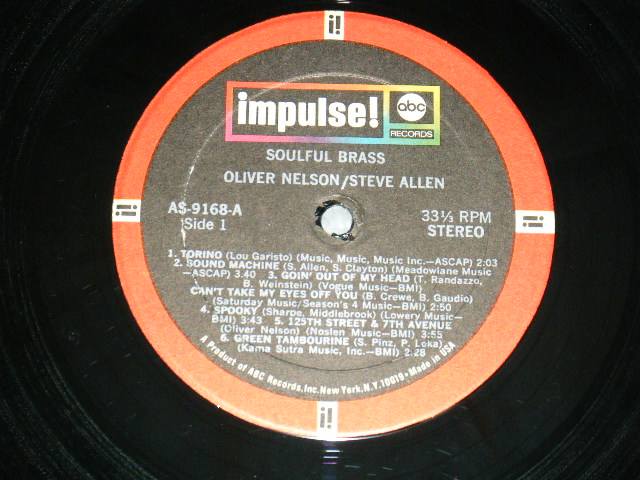 i!
impulse!
abc
RECORDS
SOULFUL BRASS
OLIVER NELSON/STEVE ALLEN
AS-9168-A
Side 1
33⅓ RPM
STEREO
1. TORINO (Lou Garisto) (Music, Music, Music Inc.—ASCAP) 2:03
2. SOUND MACHINE (S. Allen, S. Clayton) (Meadowlane Music
—ASCAP) 3.40 3. GOIN' OUT OF MY HEAD (T. Randazzo,
B. Weinstein) (Vogue Music—BMI)
CAN'T TAKE MY EYES OFF YOU (B. Crewe, B. Gaudio)
(Saturday Music/Season's 4 Music—BMI) 2:50
4. SPOOKY (Sharpe, Middlebrook) (Lowery Music—
BMI) 3:43 5. 125TH STREET & 7TH AVENUE
(Oliver Nelson) (Noslen Music—BMI) 3:55
6. GREEN TAMBOURINE (S. Pinz, P. Leka)
(Kama Sutra Music, Inc.—BMI) 2.28
A Product of ABC Records, Inc. New York, N.Y. 10019 • Made in USA
i!
i!
i!